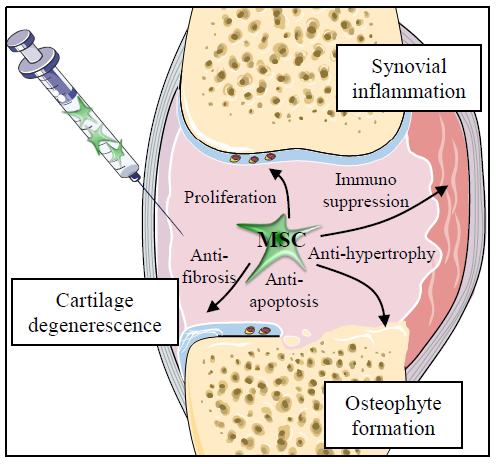 Synovial
inflammation
Proliferation
Immuno
suppression
MSC
Anti-
fibrosis
Anti-
apoptosis
Anti-hypertrophy
Cartilage
degenerescence
Osteophyte
formation